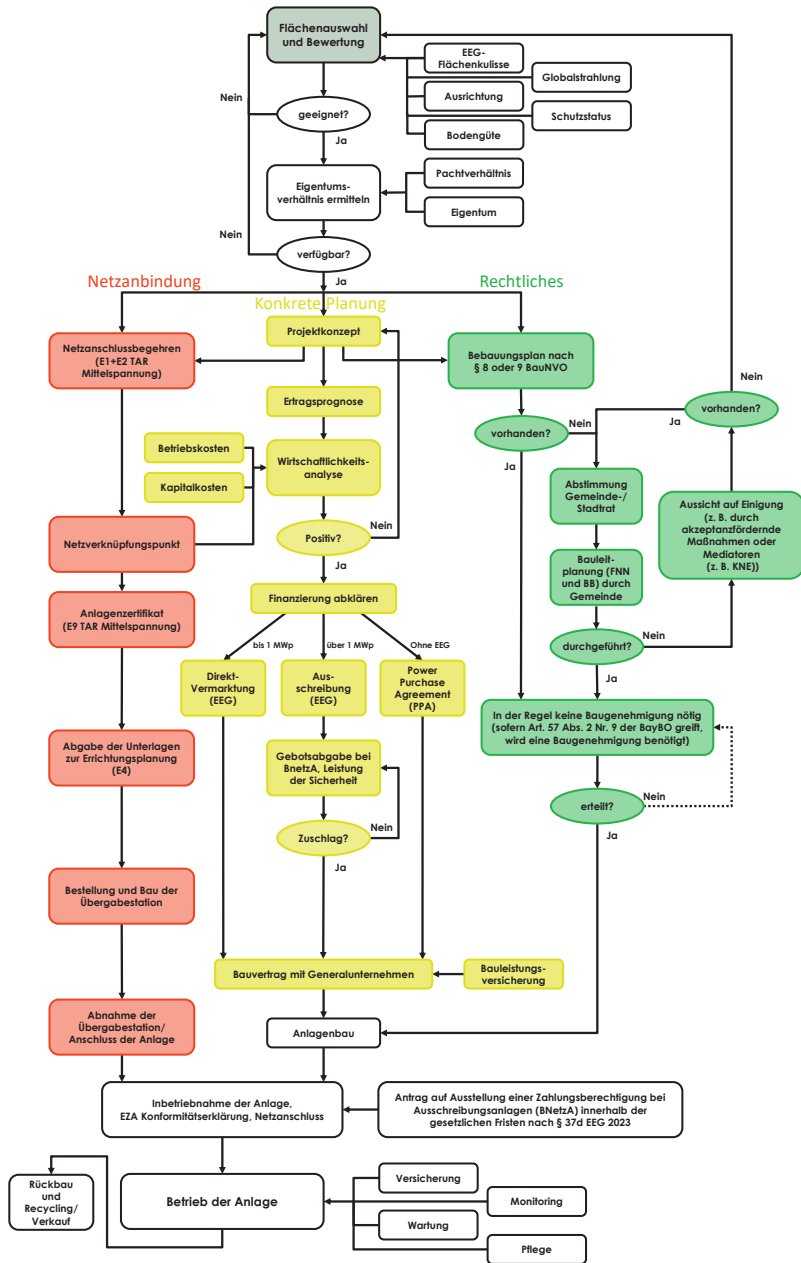 Flächenauswahl
und Bewertung
EEG-
Flächenkulisse
Globalstrahlung
Ausrichtung
Schutzstatus
Bodengüte
Nein
geeignet?
Ja
Eigentums-
verhältnis ermitteln
Pachtverhältnis
Eigentum
Nein
verfügbar?
Ja
Netzanbindung
Konkrete Planung
Rechtliches
Netzanschlussbegehren
(E1+E2 TAR
Mittelspannung)
Projektkonzept
Bebauungsplan nach
§ 8 oder 9 BauNVO
Ertragsprognose
Betriebskosten
Kapitalkosten
Wirtschaftlichkeits-
analyse
Netzverknüpfungspunkt
Positiv?
Nein
Ja
vorhanden?
Nein
Ja
vorhanden?
Nein
Ja
Abstimmung
Gemeinde-/
Stadtrat
Aussicht auf Einigung
(z. B. durch
akzeptanzfördernde
Maßnahmen oder
Mediatoren
(z. B. KNE))
Bauleit-
planung (FNN
und BB) durch
Gemeinde
Anlagenzertifikat
(E9 TAR Mittelspannung)
Finanzierung abklären
durchgeführt?
Nein
Ja
bis 1 MWp
über 1 MWp
Ohne EEG
Direkt-
Vermarktung
(EEG)
Aus-
schreibung
(EEG)
Power
Purchase
Agreement
(PPA)
In der Regel keine Baugenehmigung nötig
(sofern Art. 57 Abs. 2 Nr. 9 der BayBO greift,
wird eine Baugenehmigung benötigt)
Abgabe der Unterlagen
zur Errichtungsplanung
(E4)
Gebotsabgabe bei
BnetzA, Leistung
der Sicherheit
erteilt?
Nein
Ja
Zuschlag?
Nein
Ja
Bestellung und Bau der
Übergabestation
Bauvertrag mit Generalunternehmen
Bauleistungs-
versicherung
Abnahme der
Übergabestation/
Anschluss der Anlage
Anlagenbau
Inbetriebnahme der Anlage,
EZA Konformitätserklärung, Netzanschluss
Antrag auf Ausstellung einer Zahlungsberechtigung bei
Ausschreibungsanlagen (BNetzA) innerhalb der
gesetzlichen Fristen nach § 37d EEG 2023
Rückbau
und
Recycling/
Verkauf
Betrieb der Anlage
Versicherung
Monitoring
Wartung
Pflege